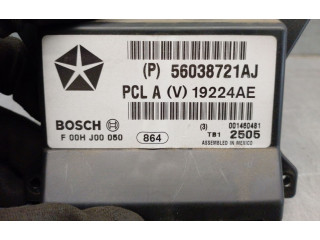 (P) 56038721AJ
PCL A (V) 19224AE
BOSCH
(3) 001460481
F 00H J00 050 864 TB1 2505
ASSEMBLED IN MEXICO